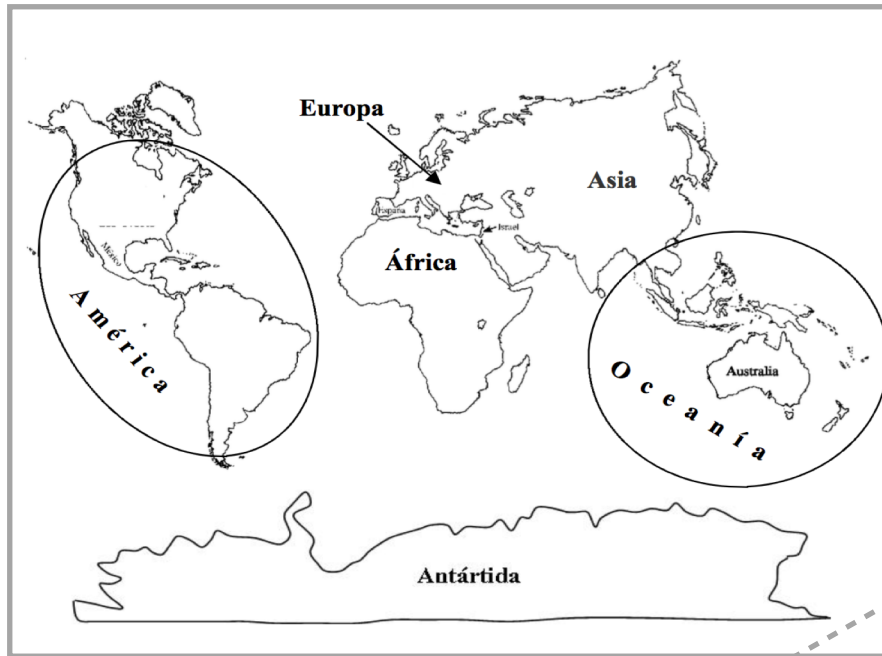 Europa
Asia
España
Israel
México
África
América
Australia
Oceanía
Antártida